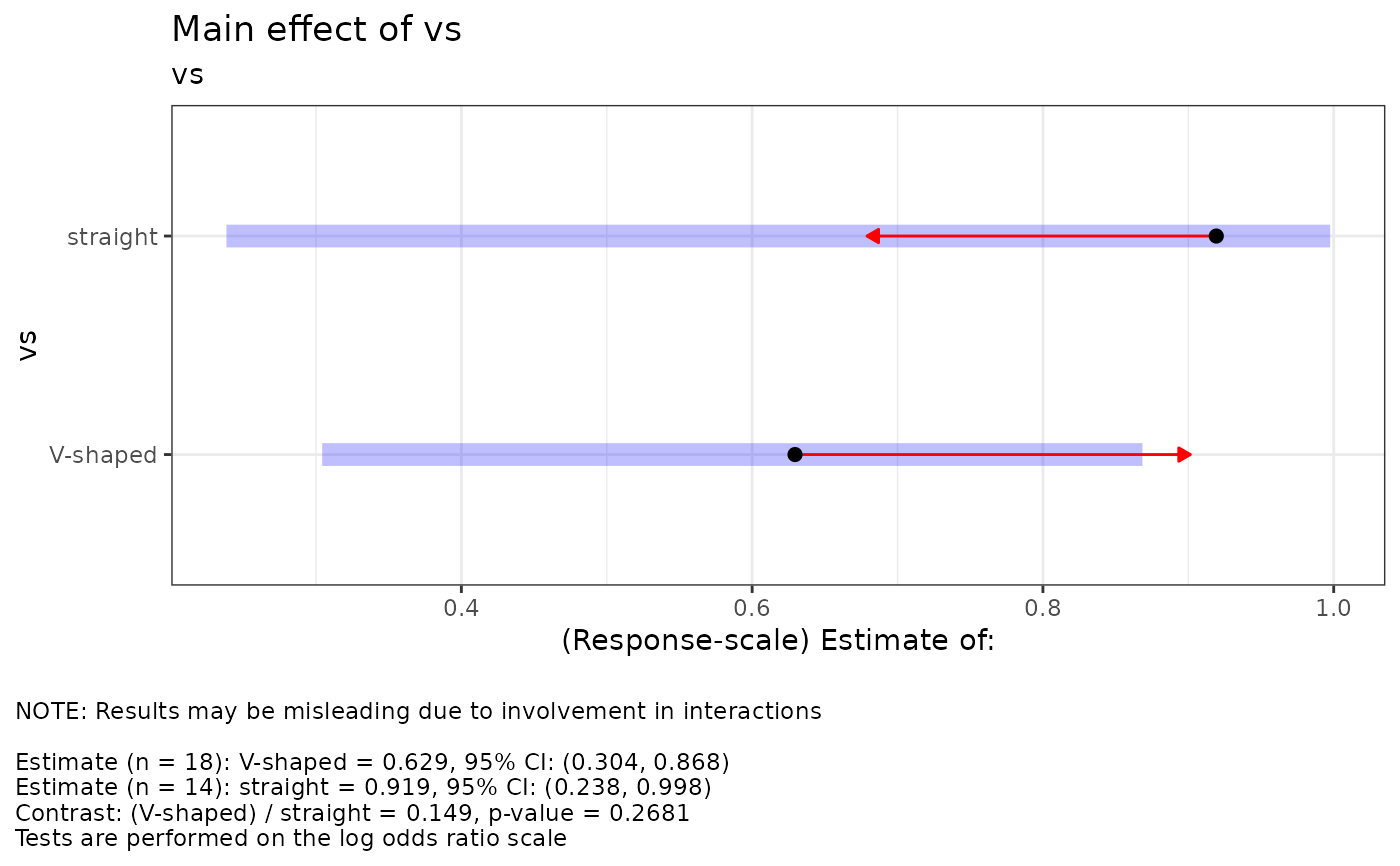 Main effect of vs
vs
straight
vs
V-shaped
0.4 0.6 0.8 1.0
(Response-scale) Estimate of:
NOTE: Results may be misleading due to involvement in interactions
Estimate (n = 18): V-shaped = 0.629, 95% CI: (0.304, 0.868)
Estimate (n = 14): straight = 0.919, 95% CI: (0.238, 0.998)
Contrast: (V-shaped) / straight = 0.149, p-value = 0.2681
Tests are performed on the log odds ratio scale